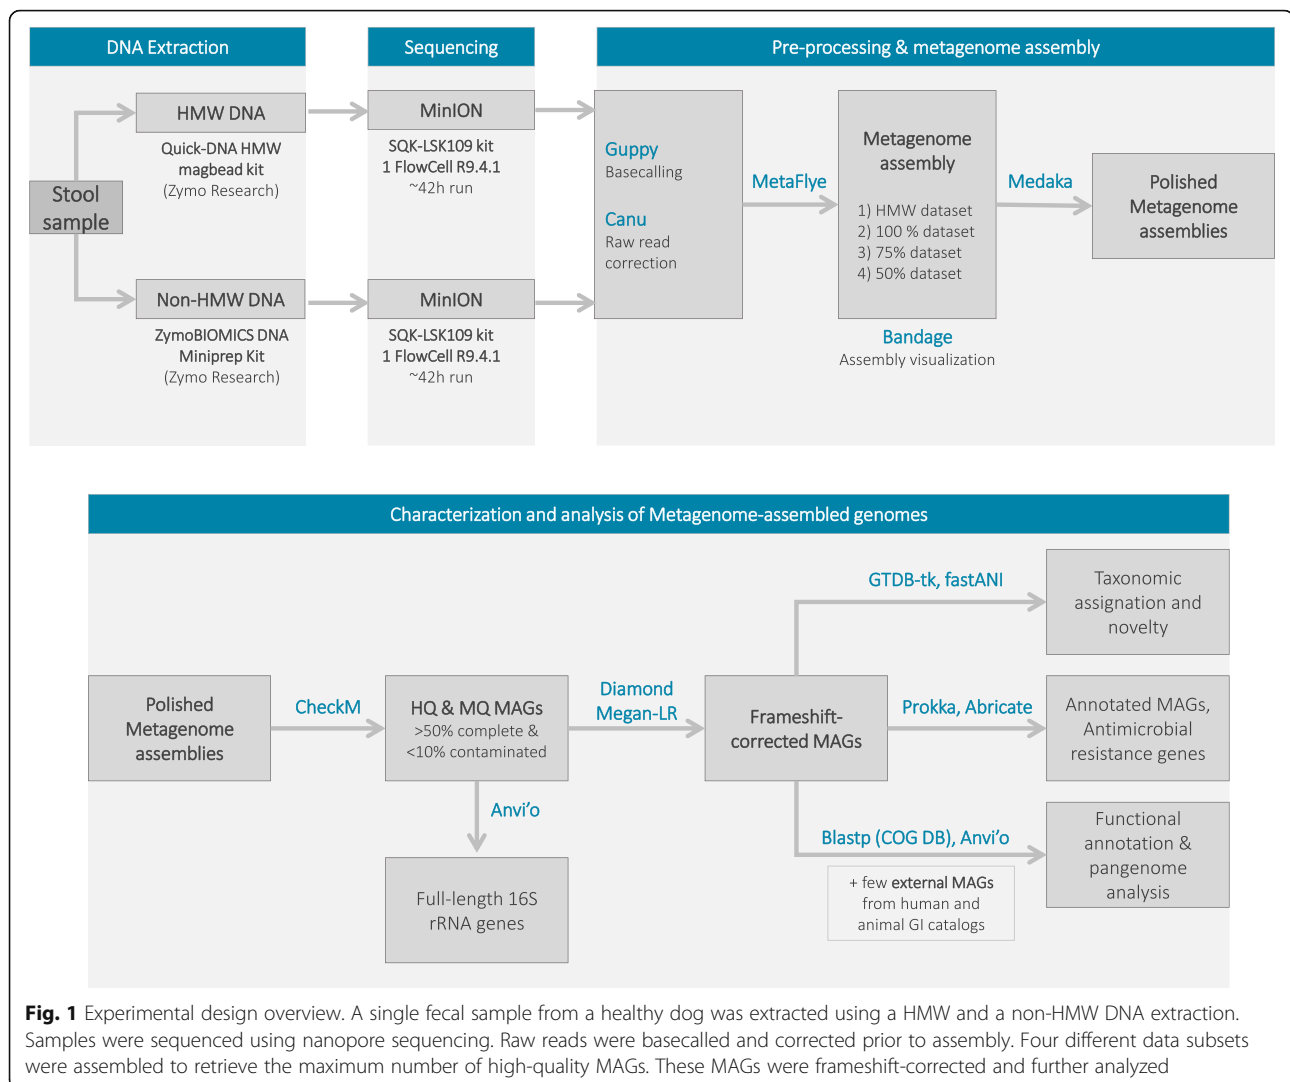 DNA Extraction
Sequencing
Pre-processing & metagenome assembly
Stool
sample
HMW DNA
Quick-DNA HMW
magbead kit
(Zymo Research)
Non-HMW DNA
ZymoBIOMICS DNA
Miniprep Kit
(Zymo Research)
MinION
SQK-LSK109 kit
1 FlowCell R9.4.1
~42h run
MinION
SQK-LSK109 kit
1 FlowCell R9.4.1
~42h run
Guppy
Basecalling
Canu
Raw read
correction
MetaFlye
Metagenome
assembly
1) HMW dataset
2) 100 % dataset
3) 75% dataset
4) 50% dataset
Bandage
Assembly visualization
Medaka
Polished
Metagenome
assemblies
Characterization and analysis of Metagenome-assembled genomes
Polished
Metagenome
assemblies
CheckM
HQ & MQ MAGs
>50% complete &
<10% contaminated
Anvi’o
Full-length 16S
rRNA genes
Diamond
Megan-LR
Frameshift-
corrected MAGs
GTDB-tk, fastANI
Taxonomic
assignation and
novelty
Prokka, Abricate
Annotated MAGs,
Antimicrobial
resistance genes
Blastp (COG DB), Anvi’o
+ few external MAGs
from human and
animal GI catalogs
Functional
annotation &
pangenome
analysis
Fig. 1 Experimental design overview. A single fecal sample from a healthy dog was extracted using a HMW and a non-HMW DNA extraction.
Samples were sequenced using nanopore sequencing. Raw reads were basecalled and corrected prior to assembly. Four different data subsets
were assembled to retrieve the maximum number of high-quality MAGs. These MAGs were frameshift-corrected and further analyzed